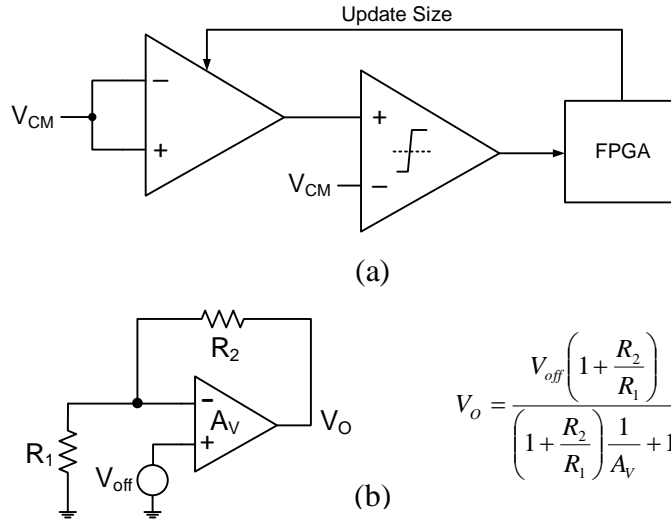 Update Size
V_CM
−
+
+
V_CM
−
FPGA
(a)
R_2
−
A_V
+
V_O
R_1
V_off
(b)
V_O = V_off(1 + R_2/R_1) / ((1 + R_2/R_1) 1/A_V + 1)